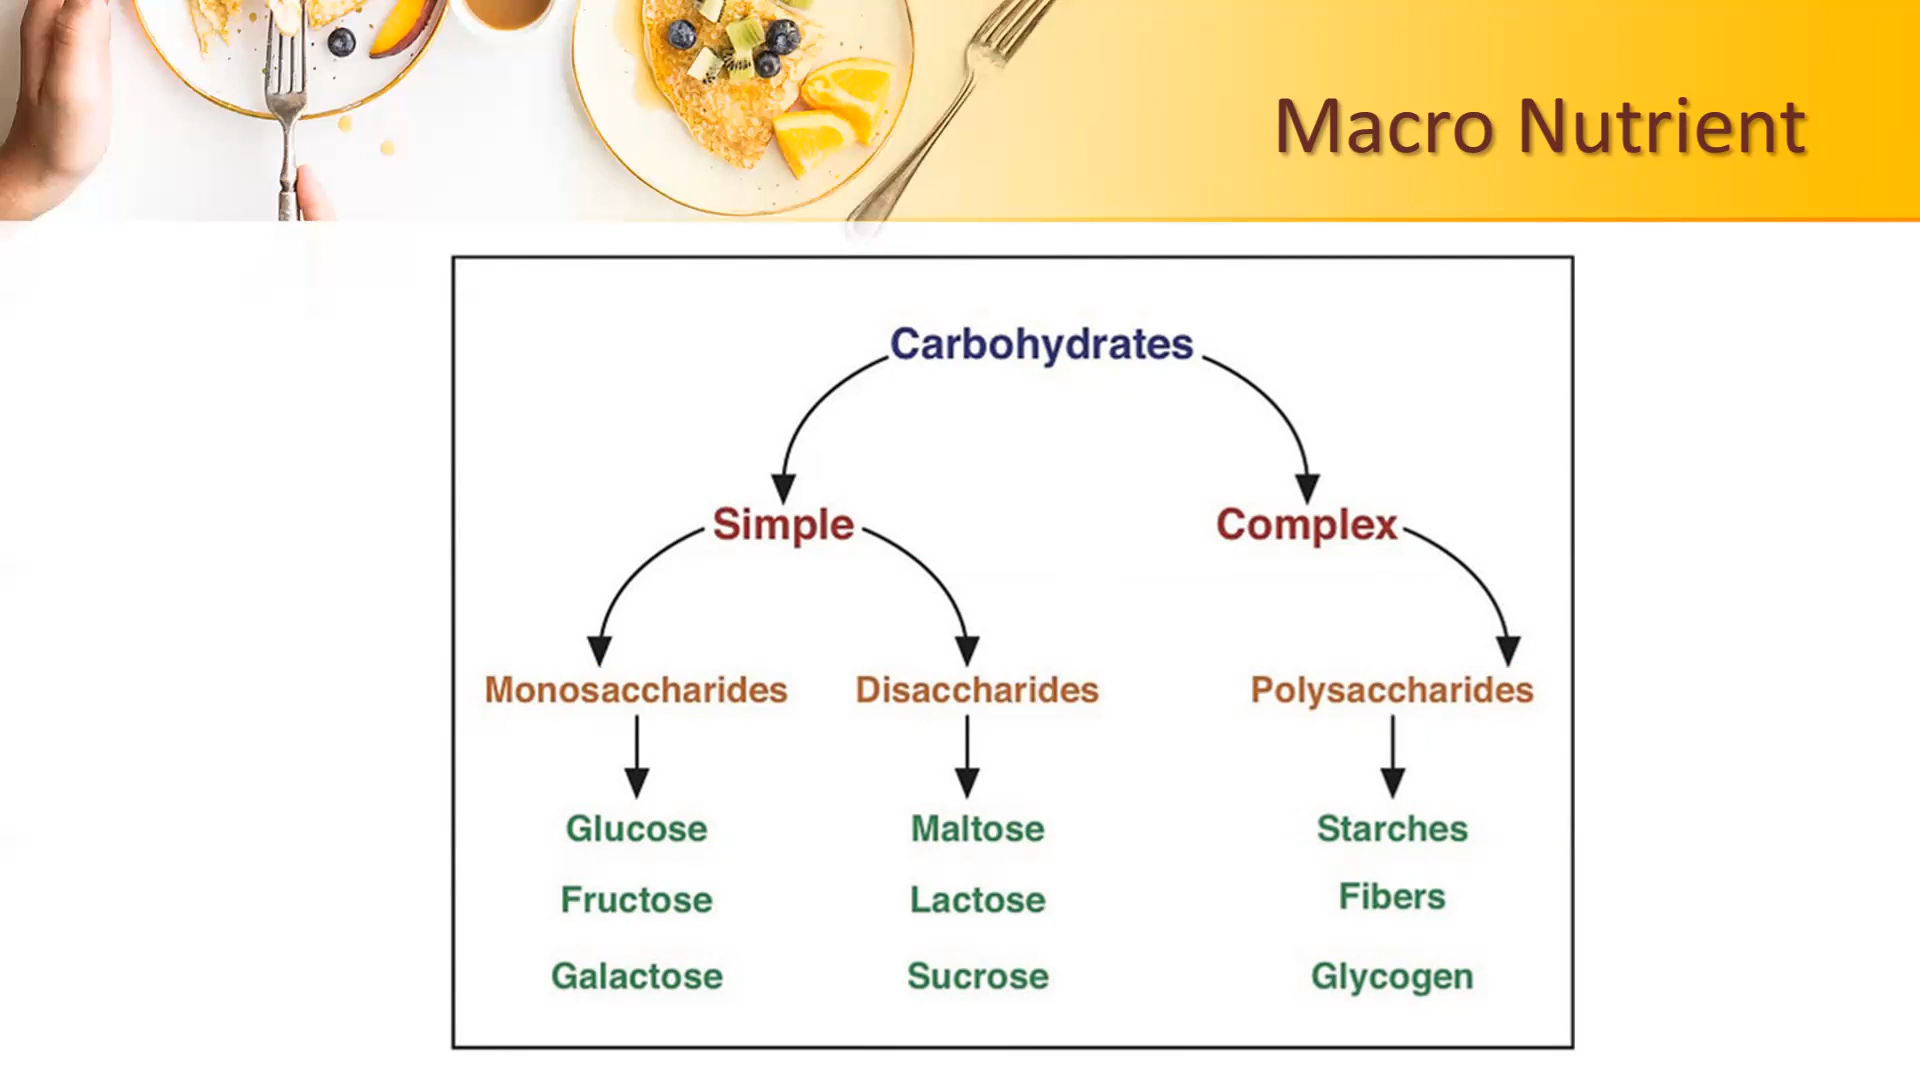 Macro Nutrient
Carbohydrates
Simple Complex
Monosaccharides Disaccharides Polysaccharides
Glucose Maltose Starches
Fructose Lactose Fibers
Galactose Sucrose Glycogen